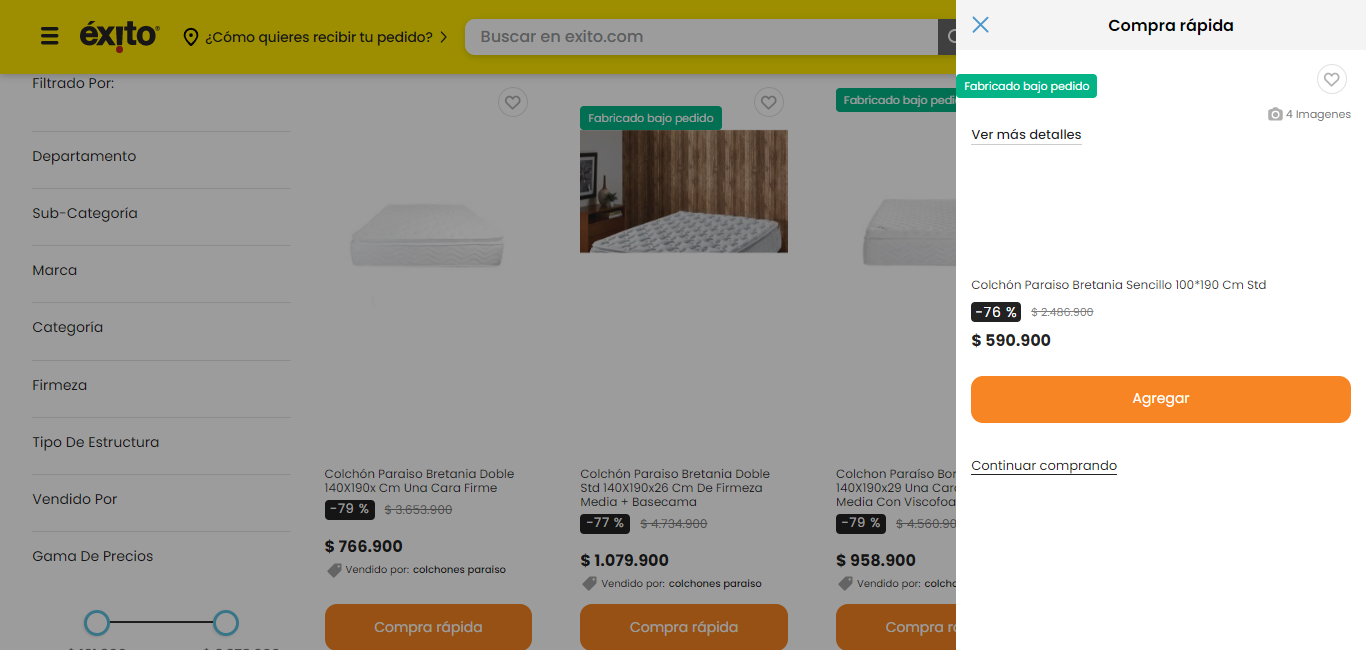 éxito
¿Cómo quieres recibir tu pedido?
Buscar en exito.com
Filtrado Por:
Departamento
Sub-Categoría
Marca
Categoría
Firmeza
Tipo De Estructura
Vendido Por
Gama De Precios
Colchón Paraiso Bretania Doble
140X190x Cm Una Cara Firme
-79 % $ 3.653.900
$ 766.900
Vendido por: colchones paraiso
Compra rápida
Fabricado bajo pedido
Colchón Paraiso Bretania Doble
Std 140X190x26 Cm De Firmeza
Media + Basecama
-77 % $ 4.734.900
$ 1.079.900
Vendido por: colchones paraiso
Compra rápida
Fabricado bajo pedi
Colchon Paraíso Bor
140X190x29 Una Car
Media Con Viscofoa
-79 % $ 4.560.90
$ 958.900
Vendido por: colcho
Compra r
Compra rápida
Fabricado bajo pedido
4 Imagenes
Ver más detalles
Colchón Paraiso Bretania Sencillo 100*190 Cm Std
-76 % $ 2.486.900
$ 590.900
Agregar
Continuar comprando